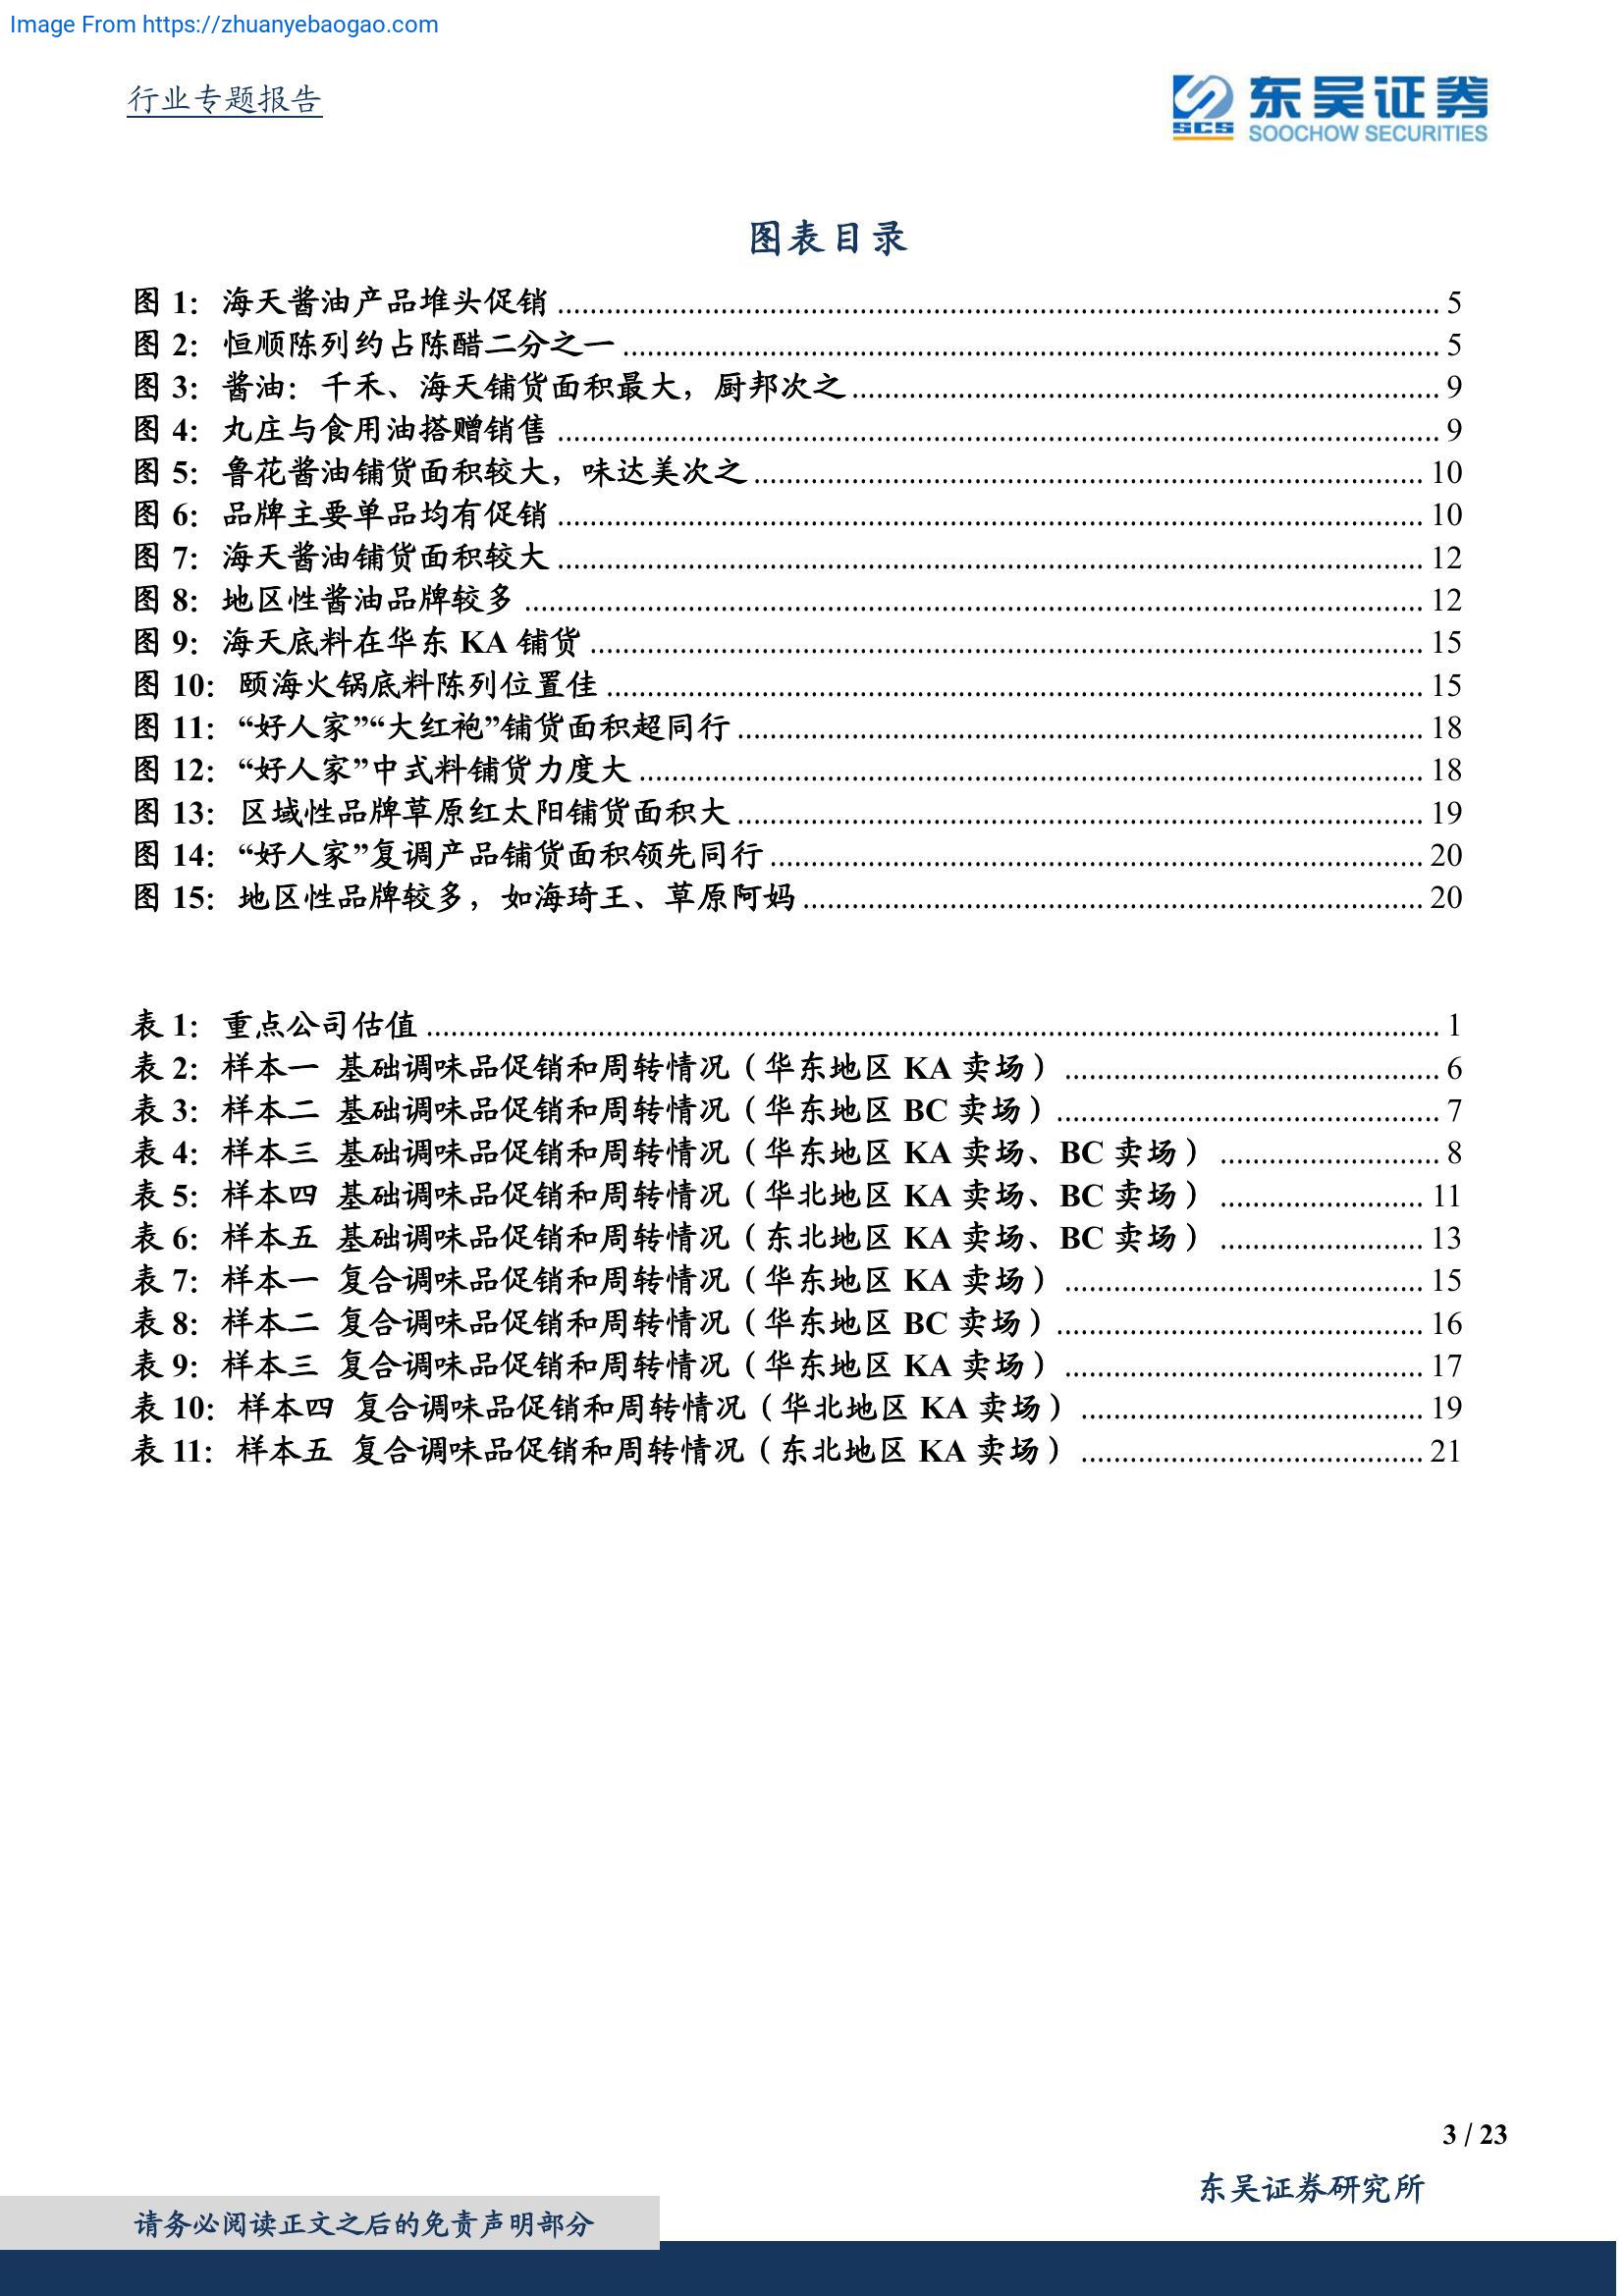 Image From https://zhuanyebaogao.com
行业专题报告
SCS 东吴证券
SOOCHOW SECURITIES
图表目录
图 1：海天酱油产品堆头促销 ........ 5
图 2：恒顺陈列约占陈醋二分之一 ........ 5
图 3：酱油：千禾、海天铺货面积最大，厨邦次之 ........ 9
图 4：丸庄与食用油搭赠销售 ........ 9
图 5：鲁花酱油铺货面积较大，味达美次之 ........ 10
图 6：品牌主要单品均有促销 ........ 10
图 7：海天酱油铺货面积较大 ........ 12
图 8：地区性酱油品牌较多 ........ 12
图 9：海天底料在华东 KA 铺货 ........ 15
图 10：颐海火锅底料陈列位置佳 ........ 15
图 11：“好人家”“大红袍”铺货面积超同行 ........ 18
图 12：“好人家”中式料铺货力度大 ........ 18
图 13：区域性品牌草原红太阳铺货面积大 ........ 19
图 14：“好人家”复调产品铺货面积领先同行 ........ 20
图 15：地区性品牌较多，如海琦王、草原阿妈 ........ 20
表 1：重点公司估值 ........ 1
表 2：样本一 基础调味品促销和周转情况（华东地区 KA 卖场） ........ 6
表 3：样本二 基础调味品促销和周转情况（华东地区 BC 卖场） ........ 7
表 4：样本三 基础调味品促销和周转情况（华东地区 KA 卖场、BC 卖场） ........ 8
表 5：样本四 基础调味品促销和周转情况（华北地区 KA 卖场、BC 卖场） ........ 11
表 6：样本五 基础调味品促销和周转情况（东北地区 KA 卖场、BC 卖场） ........ 13
表 7：样本一 复合调味品促销和周转情况（华东地区 KA 卖场） ........ 15
表 8：样本二 复合调味品促销和周转情况（华东地区 BC 卖场） ........ 16
表 9：样本三 复合调味品促销和周转情况（华东地区 KA 卖场） ........ 17
表 10：样本四 复合调味品促销和周转情况（华北地区 KA 卖场） ........ 19
表 11：样本五 复合调味品促销和周转情况（东北地区 KA 卖场） ........ 21
3 / 23
东吴证券研究所
请务必阅读正文之后的免责声明部分